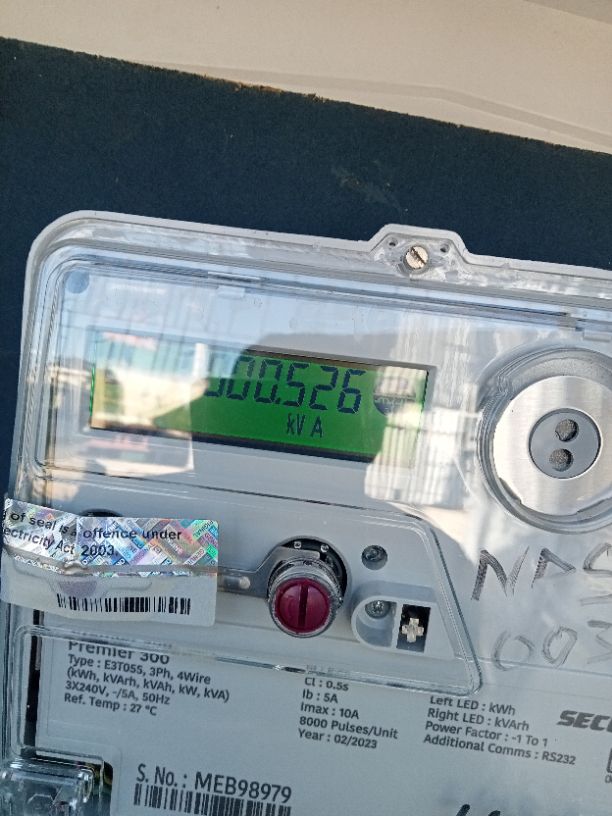 000.526
kV A
of seal is a offence under
ectricity Act 2003
Premier 300
Type : E3T055, 3Ph, 4Wire
(kWh, kVArh, kVAh, kW, kVA)
3X240V, -/5A, 50Hz
Ref. Temp : 27 °C
Cl : 0.5s
Ib : 5A
Imax : 10A
8000 Pulses/Unit
Year : 02/2023
Left LED : kWh
Right LED : kVArh
Power Factor : -1 To 1
Additional Comms : RS232
SEC
S. No.: MEB98979